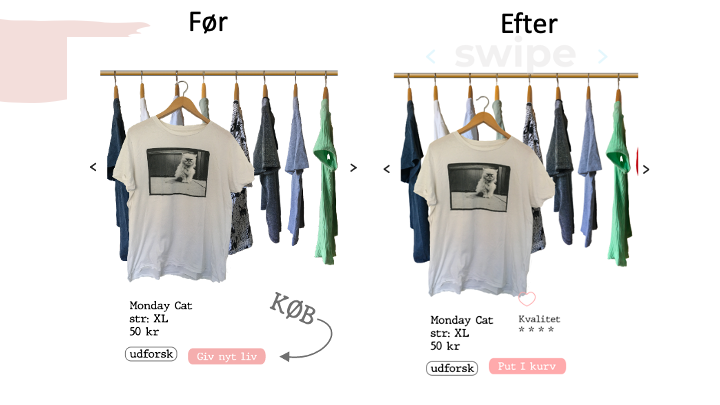 Før
Efter
< swipe >
< >
< >
Monday Cat
str: XL
50 kr
udforsk
Giv nyt liv
KØB
Monday Cat
str: XL
50 kr
Kvalitet
* * * *
udforsk
Put I kurv